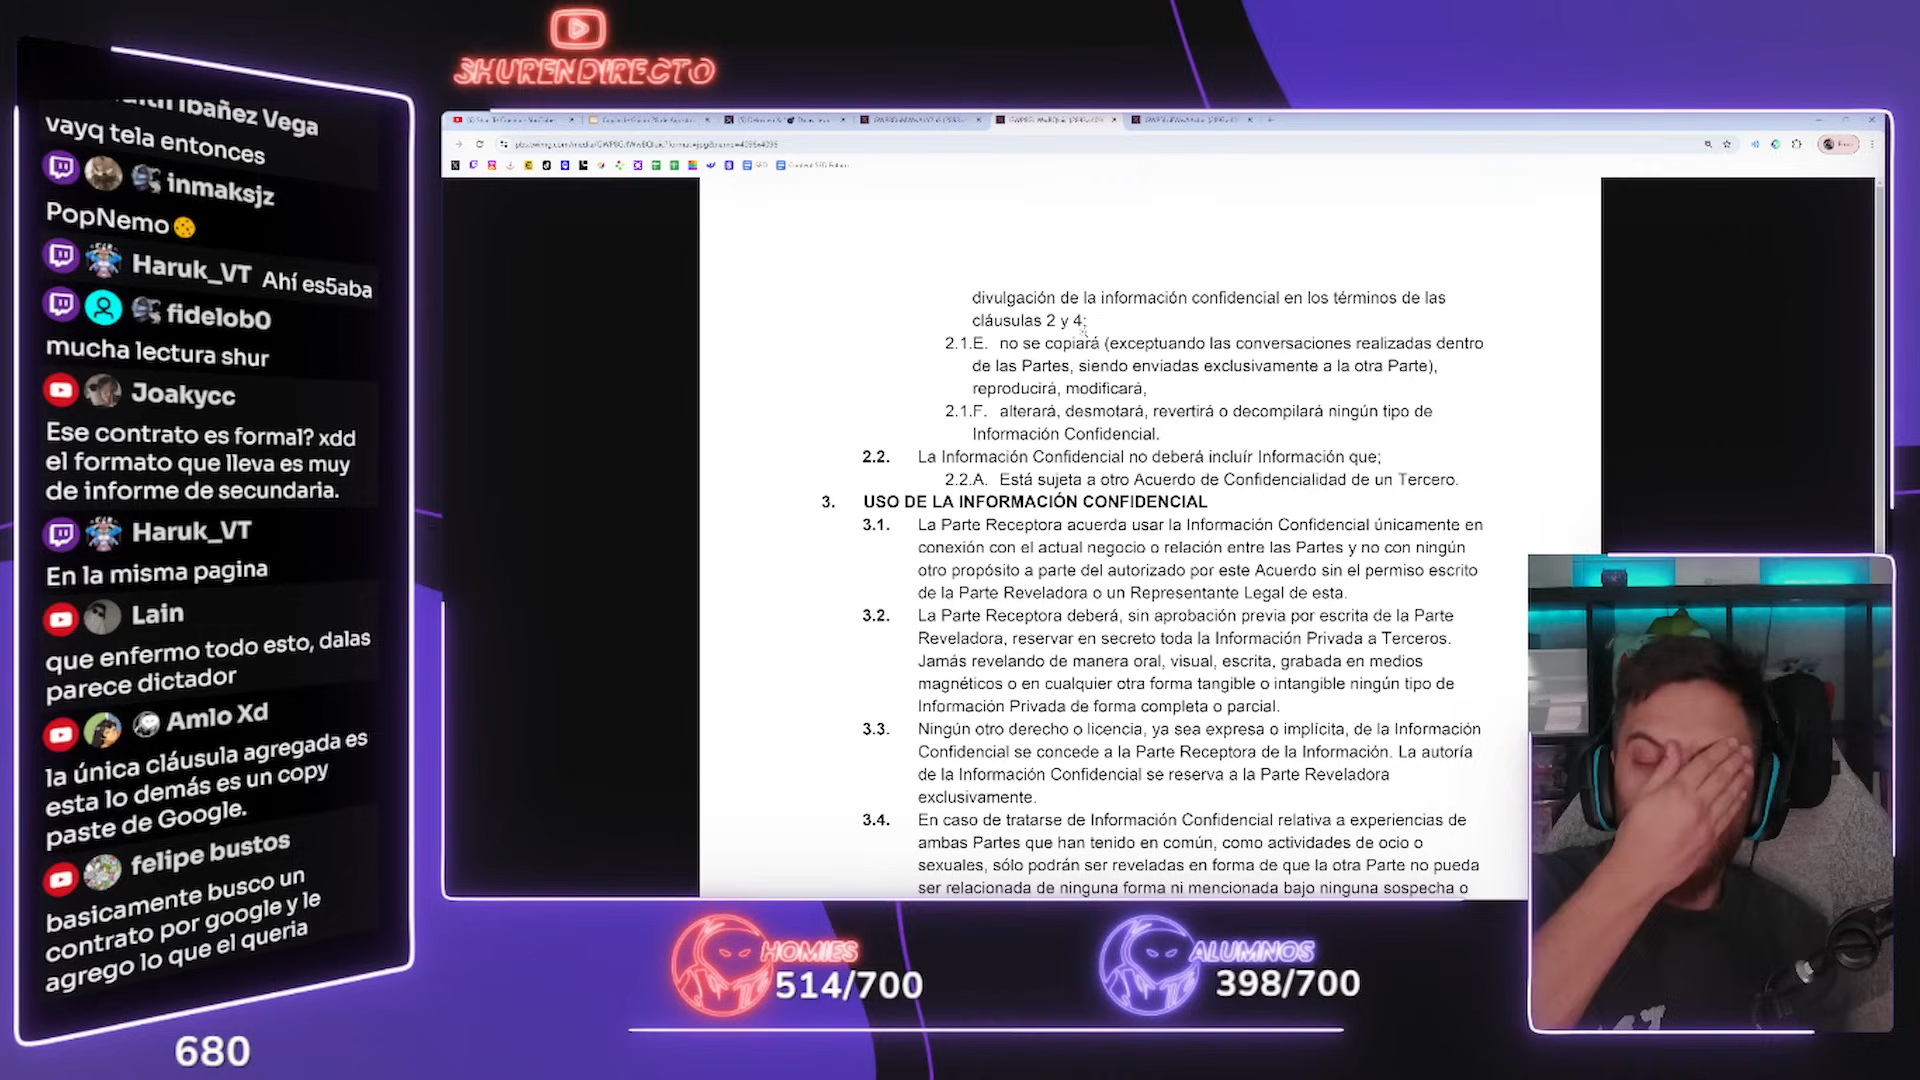 SHURENDIRECTO
Ibañez Vega
vayq tela entonces
inmaksjz
PopNemo
Haruk_VT Ahí es5aba
fidelob0
mucha lectura shur
Joakycc
Ese contrato es formal? xdd
el formato que lleva es muy
de informe de secundaria.
Haruk_VT
En la misma pagina
Lain
que enfermo todo esto, dalas
parece dictador
Amlo Xd
la única cláusula agregada es
esta lo demás es un copy
paste de Google.
felipe bustos
basicamente busco un
contrato por google y le
agrego lo que el queria
680
divulgación de la información confidencial en los términos de las
cláusulas 2 y 4;
2.1.E. no se copiará (exceptuando las conversaciones realizadas dentro
de las Partes, siendo enviadas exclusivamente a la otra Parte),
reproducirá, modificará,
2.1.F. alterará, desmotará, revertirá o decompilará ningún tipo de
Información Confidencial.
2.2. La Información Confidencial no deberá incluír Información que;
2.2.A. Está sujeta a otro Acuerdo de Confidencialidad de un Tercero.
3. USO DE LA INFORMACIÓN CONFIDENCIAL
3.1. La Parte Receptora acuerda usar la Información Confidencial únicamente en
conexión con el actual negocio o relación entre las Partes y no con ningún
otro propósito a parte del autorizado por este Acuerdo sin el permiso escrito
de la Parte Reveladora o un Representante Legal de esta.
3.2. La Parte Receptora deberá, sin aprobación previa por escrita de la Parte
Reveladora, reservar en secreto toda la Información Privada a Terceros.
Jamás revelando de manera oral, visual, escrita, grabada en medios
magnéticos o en cualquier otra forma tangible o intangible ningún tipo de
Información Privada de forma completa o parcial.
3.3. Ningún otro derecho o licencia, ya sea expresa o implícita, de la Información
Confidencial se concede a la Parte Receptora de la Información. La autoría
de la Información Confidencial se reserva a la Parte Reveladora
exclusivamente.
3.4. En caso de tratarse de Información Confidencial relativa a experiencias de
ambas Partes que han tenido en común, como actividades de ocio o
sexuales, sólo podrán ser reveladas en forma de que la otra Parte no pueda
ser relacionada de ninguna forma ni mencionada bajo ninguna sospecha o
HOMIES
514/700
ALUMNOS
398/700